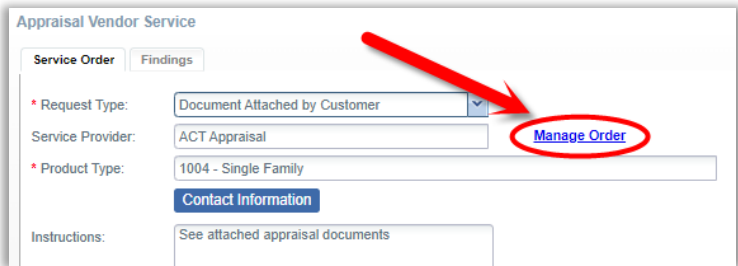 Appraisal Vendor Service
Service Order Findings
* Request Type: Document Attached by Customer
Service Provider: ACT Appraisal Manage Order
* Product Type: 1004 - Single Family
Contact Information
Instructions: See attached appraisal documents